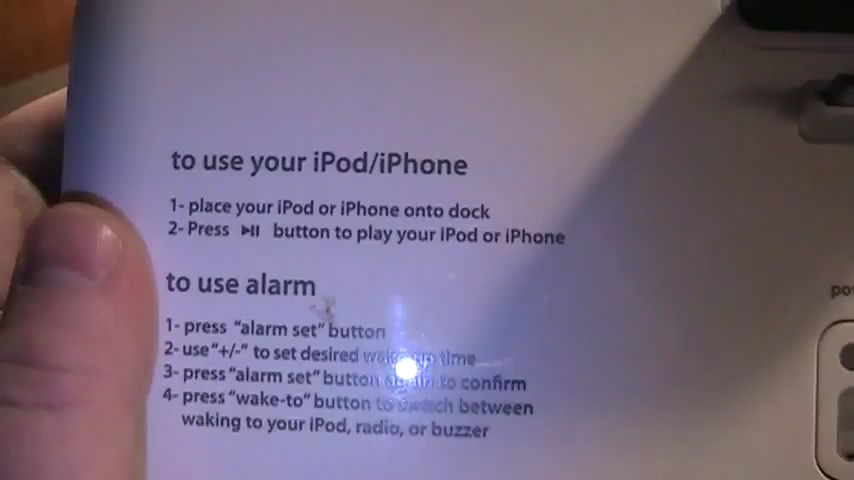 to use your iPod/iPhone
1- place your iPod or iPhone onto dock
2- Press ▶II button to play your iPod or iPhone
to use alarm
1- press "alarm set" button
2- use "+/-" to set desired wake up time
3- press "alarm set" button again to confirm
4- press "wake-to" button to switch between
waking to your iPod, radio, or buzzer